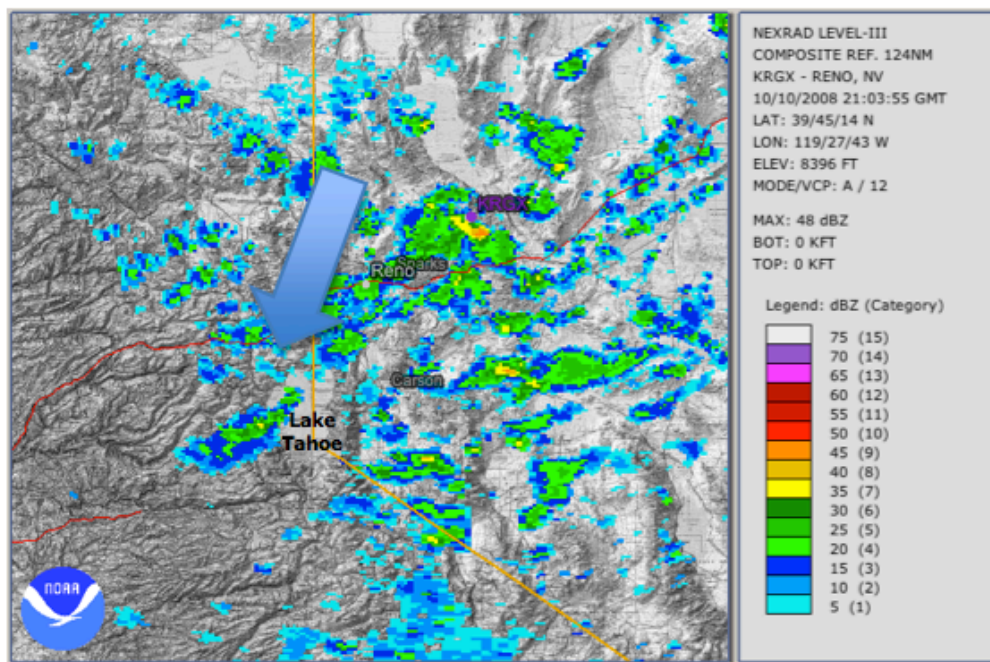 NEXRAD LEVEL-III
COMPOSITE REF. 124NM
KRGX - RENO, NV
10/10/2008 21:03:55 GMT
LAT: 39/45/14 N
LON: 119/27/43 W
ELEV: 8396 FT
MODE/VCP: A / 12
MAX: 48 dBZ
BOT: 0 KFT
TOP: 0 KFT
Legend: dBZ (Category)
75 (15)
70 (14)
65 (13)
60 (12)
55 (11)
50 (10)
45 (9)
40 (8)
35 (7)
30 (6)
25 (5)
20 (4)
15 (3)
10 (2)
5 (1)
KRGX
Sparks
Reno
Carson
Lake
Tahoe
NOAA